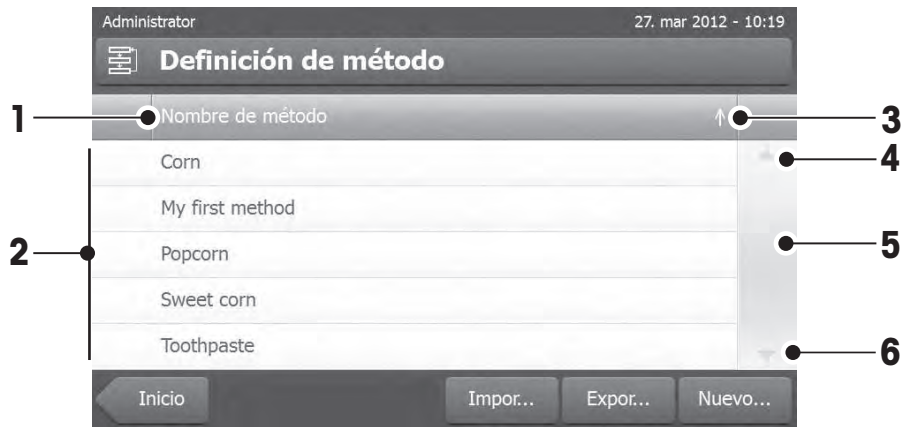 Administrator 27. mar 2012 - 10:19
Definición de método
1 Nombre de método 3
4
Corn
My first method
2 Popcorn 5
Sweet corn
Toothpaste 6
Inicio Impor... Expor... Nuevo...